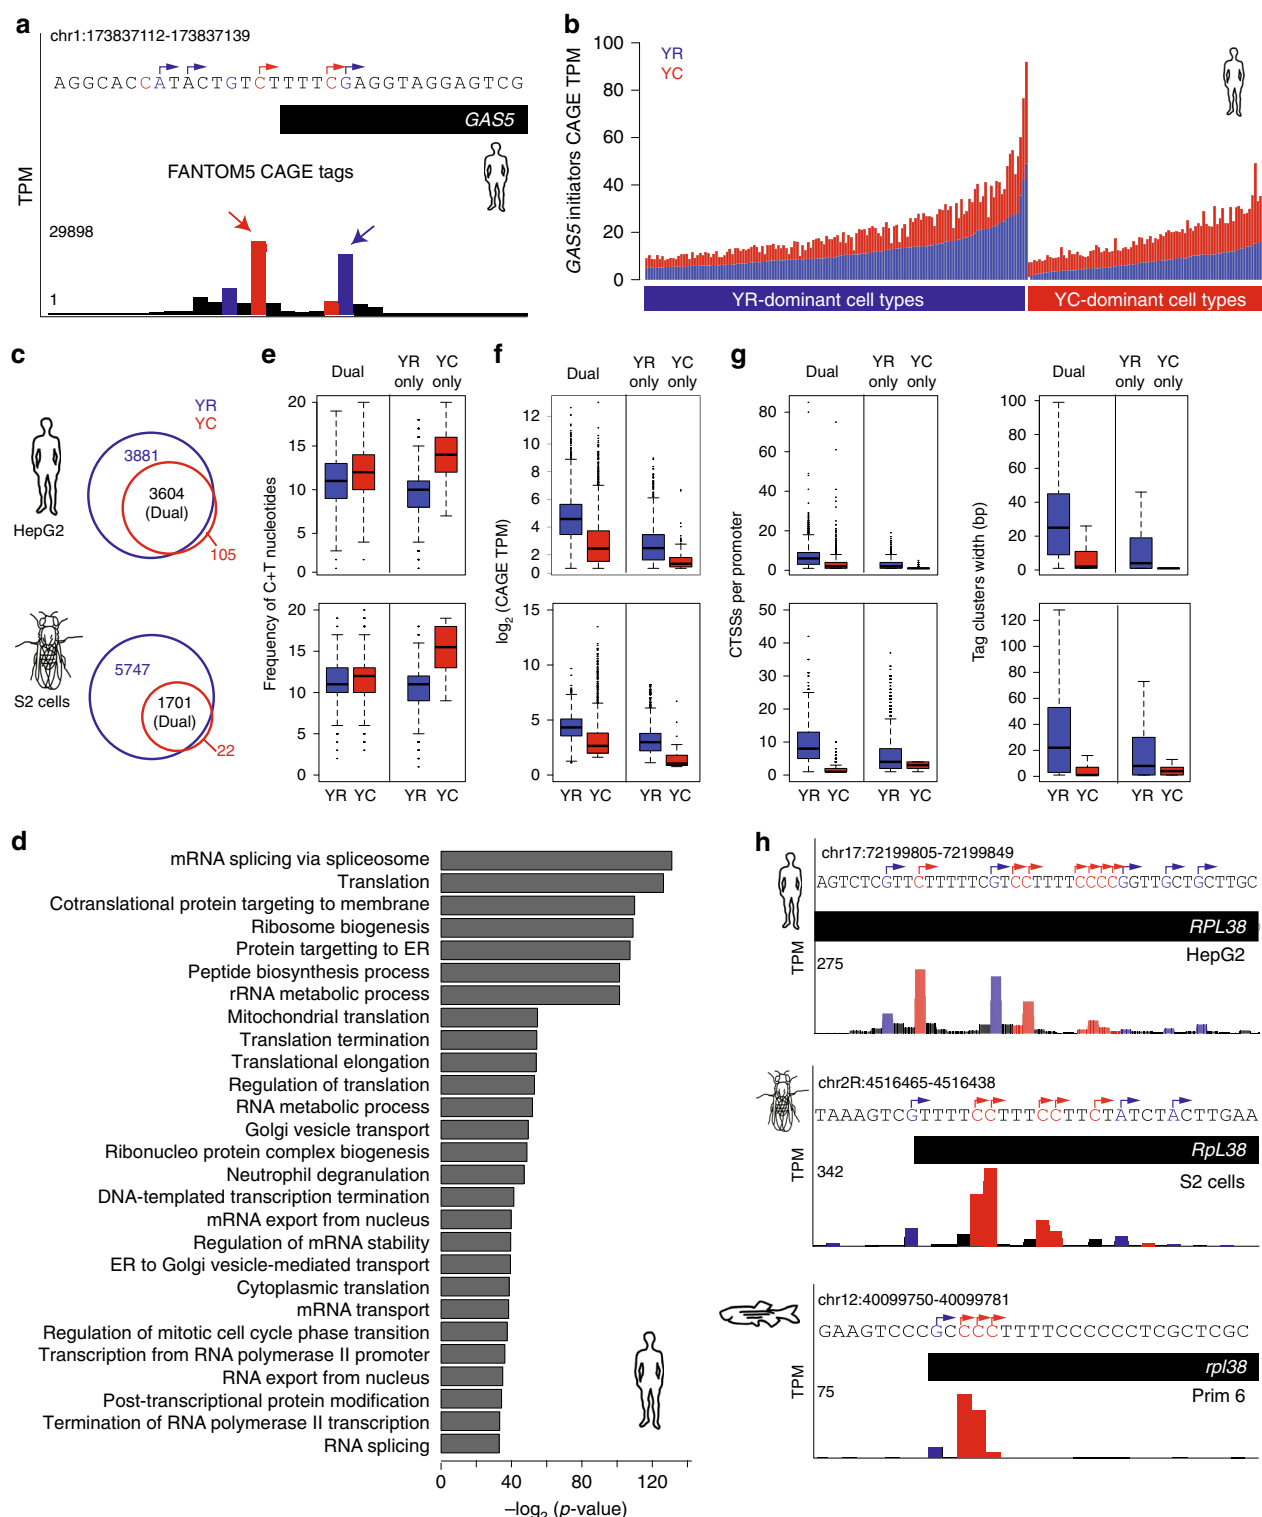 a
chr1:173837112-173837139
AGGCACCATACTGTCTTTTCGAGGTAGGAGTCG
GAS5
FANTOM5 CAGE tags
TPM
29898
1
b
GAS5 initiators CAGE TPM
100
80
60
40
20
0
YR
YC
YR-dominant cell types
YC-dominant cell types
c
YR
YC
3881
3604
(Dual)
105
HepG2
5747
1701
(Dual)
22
S2 cells
e
Dual
YR only
YC only
Frequency of C+T nucleotides
20
15
10
5
0
20
15
10
5
0
YR YC
YR YC
f
Dual
YR only
YC only
log2 (CAGE TPM)
12
10
8
6
4
2
0
15
10
5
0
YR YC
YR YC
g
Dual
YR only
YC only
CTSSs per promoter
80
60
40
20
0
50
40
30
20
10
0
YR YC
YR YC
Dual
YR only
YC only
Tag clusters width (bp)
100
80
60
40
20
0
120
100
80
60
40
20
0
YR YC
YR YC
d
mRNA splicing via spliceosome
Translation
Cotranslational protein targeting to membrane
Ribosome biogenesis
Protein targetting to ER
Peptide biosynthesis process
rRNA metabolic process
Mitochondrial translation
Translation termination
Translational elongation
Regulation of translation
RNA metabolic process
Golgi vesicle transport
Ribonucleo protein complex biogenesis
Neutrophil degranulation
DNA-templated transcription termination
mRNA export from nucleus
Regulation of mRNA stability
ER to Golgi vesicle-mediated transport
Cytoplasmic translation
mRNA transport
Regulation of mitotic cell cycle phase transition
Transcription from RNA polymerase II promoter
RNA export from nucleus
Post-transcriptional protein modification
Termination of RNA polymerase II transcription
RNA splicing
0 40 80 120
–log2 (p-value)
h
chr17:72199805-72199849
AGTCTCGTTCTTTTTCGTCCTTTTCCCCGGTTGCTGCTTGC
RPL38
HepG2
TPM
275
chr2R:4516465-4516438
TAAAGTCGTTTTCCTTTCCTTCTATCTACTTGAA
RpL38
S2 cells
TPM
342
chr12:40099750-40099781
GAAGTCCCGCCCCTTTTCCCCCCTCGCTCGC
rpl38
Prim 6
TPM
75